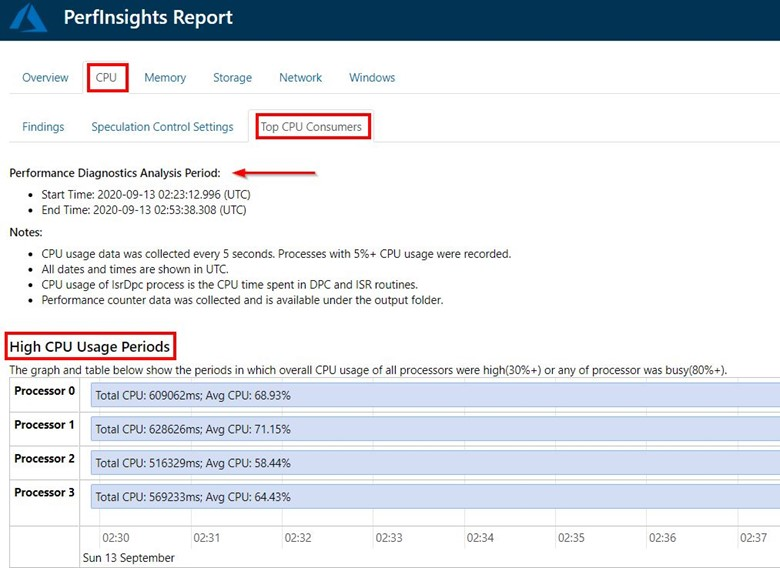 PerfInsights Report
Overview CPU Memory Storage Network Windows
Findings Speculation Control Settings Top CPU Consumers
Performance Diagnostics Analysis Period:
• Start Time: 2020-09-13 02:23:12.996 (UTC)
• End Time: 2020-09-13 02:53:38.308 (UTC)
Notes:
• CPU usage data was collected every 5 seconds. Processes with 5%+ CPU usage were recorded.
• All dates and times are shown in UTC.
• CPU usage of IsrDpc process is the CPU time spent in DPC and ISR routines.
• Performance counter data was collected and is available under the output folder.
High CPU Usage Periods
The graph and table below show the periods in which overall CPU usage of all processors were high(30%+) or any of processor was busy(80%+).
Processor 0 Total CPU: 609062ms; Avg CPU: 68.93%
Processor 1 Total CPU: 628626ms; Avg CPU: 71.15%
Processor 2 Total CPU: 516329ms; Avg CPU: 58.44%
Processor 3 Total CPU: 569233ms; Avg CPU: 64.43%
02:30 02:31 02:32 02:33 02:34 02:35 02:36 02:37
Sun 13 September